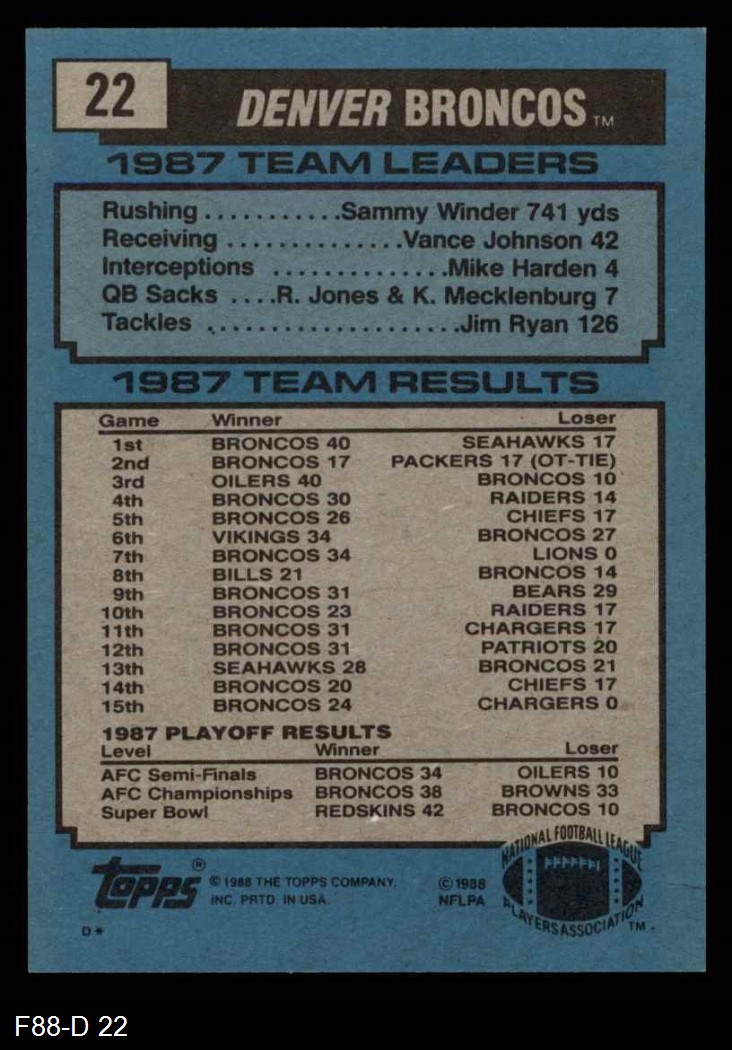 22
DENVER BRONCOS TM
1987 TEAM LEADERS
Rushing ........... Sammy Winder 741 yds
Receiving .............. Vance Johnson 42
Interceptions .............. Mike Harden 4
QB Sacks .... R. Jones & K. Mecklenburg 7
Tackles .................... Jim Ryan 126
1987 TEAM RESULTS
Game Winner Loser
1st BRONCOS 40 SEAHAWKS 17
2nd BRONCOS 17 PACKERS 17 (OT-TIE)
3rd OILERS 40 BRONCOS 10
4th BRONCOS 30 RAIDERS 14
5th BRONCOS 26 CHIEFS 17
6th VIKINGS 34 BRONCOS 27
7th BRONCOS 34 LIONS 0
8th BILLS 21 BRONCOS 14
9th BRONCOS 31 BEARS 29
10th BRONCOS 23 RAIDERS 17
11th BRONCOS 31 CHARGERS 17
12th BRONCOS 31 PATRIOTS 20
13th SEAHAWKS 28 BRONCOS 21
14th BRONCOS 20 CHIEFS 17
15th BRONCOS 24 CHARGERS 0
1987 PLAYOFF RESULTS
Level Winner Loser
AFC Semi-Finals BRONCOS 34 OILERS 10
AFC Championships BRONCOS 38 BROWNS 33
Super Bowl REDSKINS 42 BRONCOS 10
TOPPS ® © 1988 THE TOPPS COMPANY,
INC. PRTD. IN USA
© 1988
NFLPA
NATIONAL FOOTBALL LEAGUE
PLAYERS ASSOCIATION TM
D*
F88-D 22